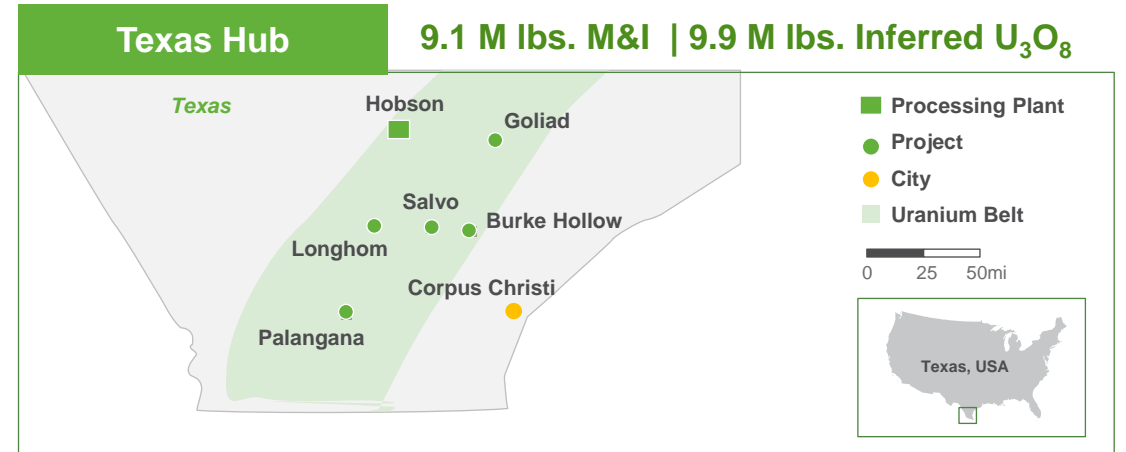 Texas Hub
9.1 M lbs. M&I | 9.9 M lbs. Inferred U₃O₈
Texas
Hobson
Goliad
Salvo
Burke Hollow
Longhom
Corpus Christi
Palangana
Processing Plant
Project
City
Uranium Belt
0 25 50mi
Texas, USA